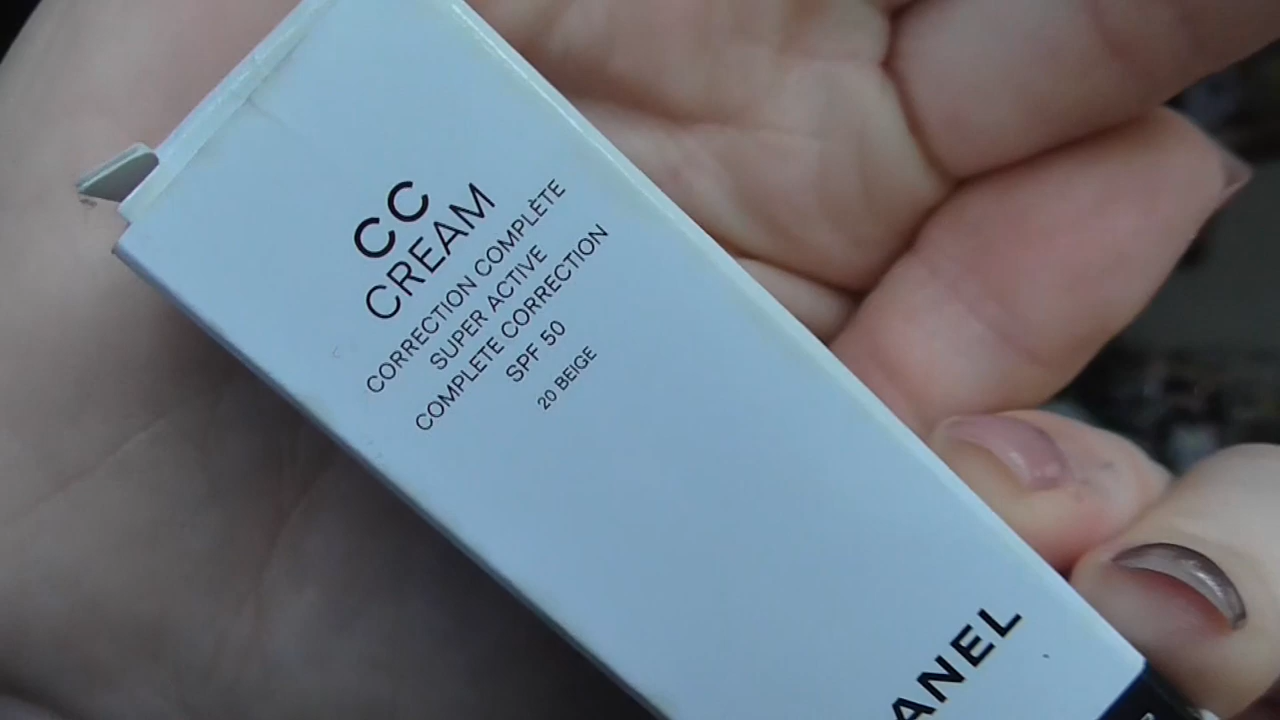 CC
CREAM
CORRECTION COMPLÈTE
SUPER ACTIVE
COMPLETE CORRECTION
SPF 50
20 BEIGE
ANEL